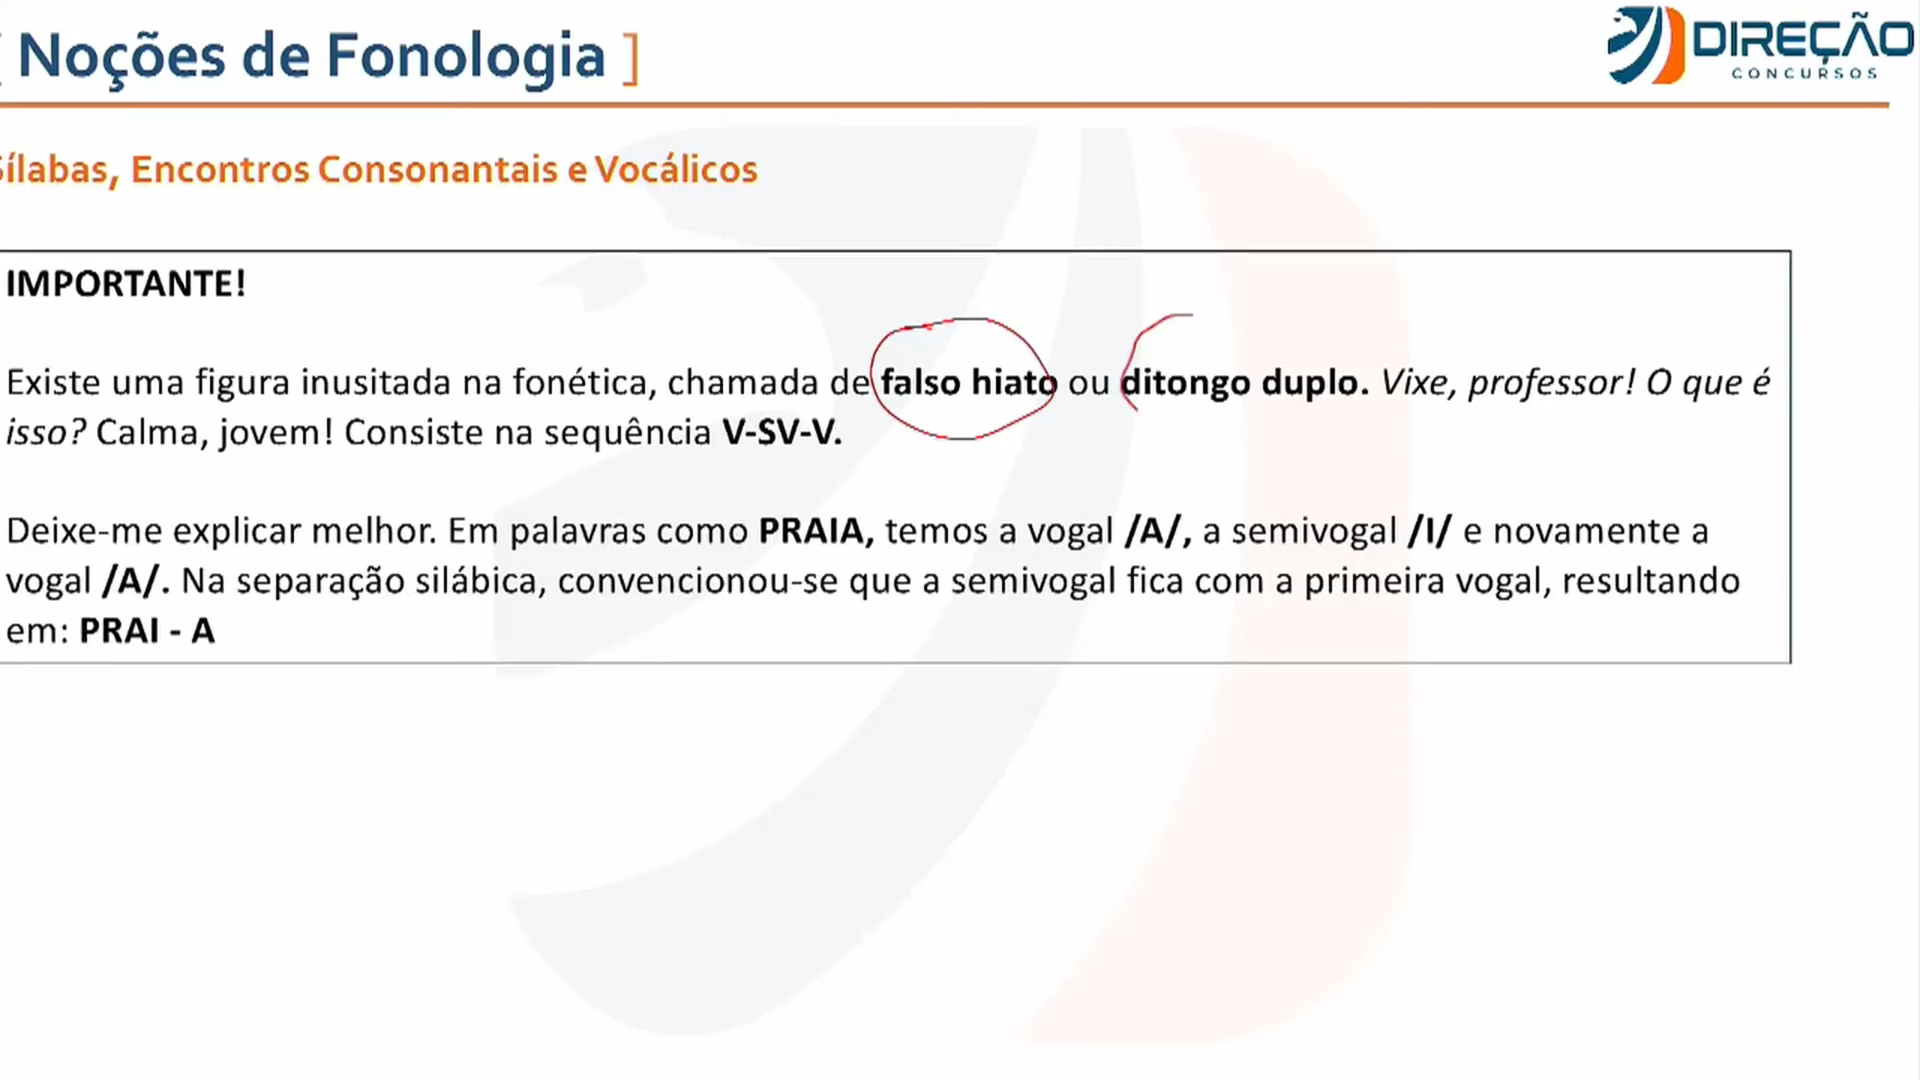 [ Noções de Fonologia ]
DIREÇÃO
CONCURSOS
Sílabas, Encontros Consonantais e Vocálicos
IMPORTANTE!
Existe uma figura inusitada na fonética, chamada de falso hiato ou ditongo duplo. Vixe, professor! O que é
isso? Calma, jovem! Consiste na sequência V-SV-V.
Deixe-me explicar melhor. Em palavras como PRAIA, temos a vogal /A/, a semivogal /I/ e novamente a
vogal /A/. Na separação silábica, convencionou-se que a semivogal fica com a primeira vogal, resultando
em: PRAI - A